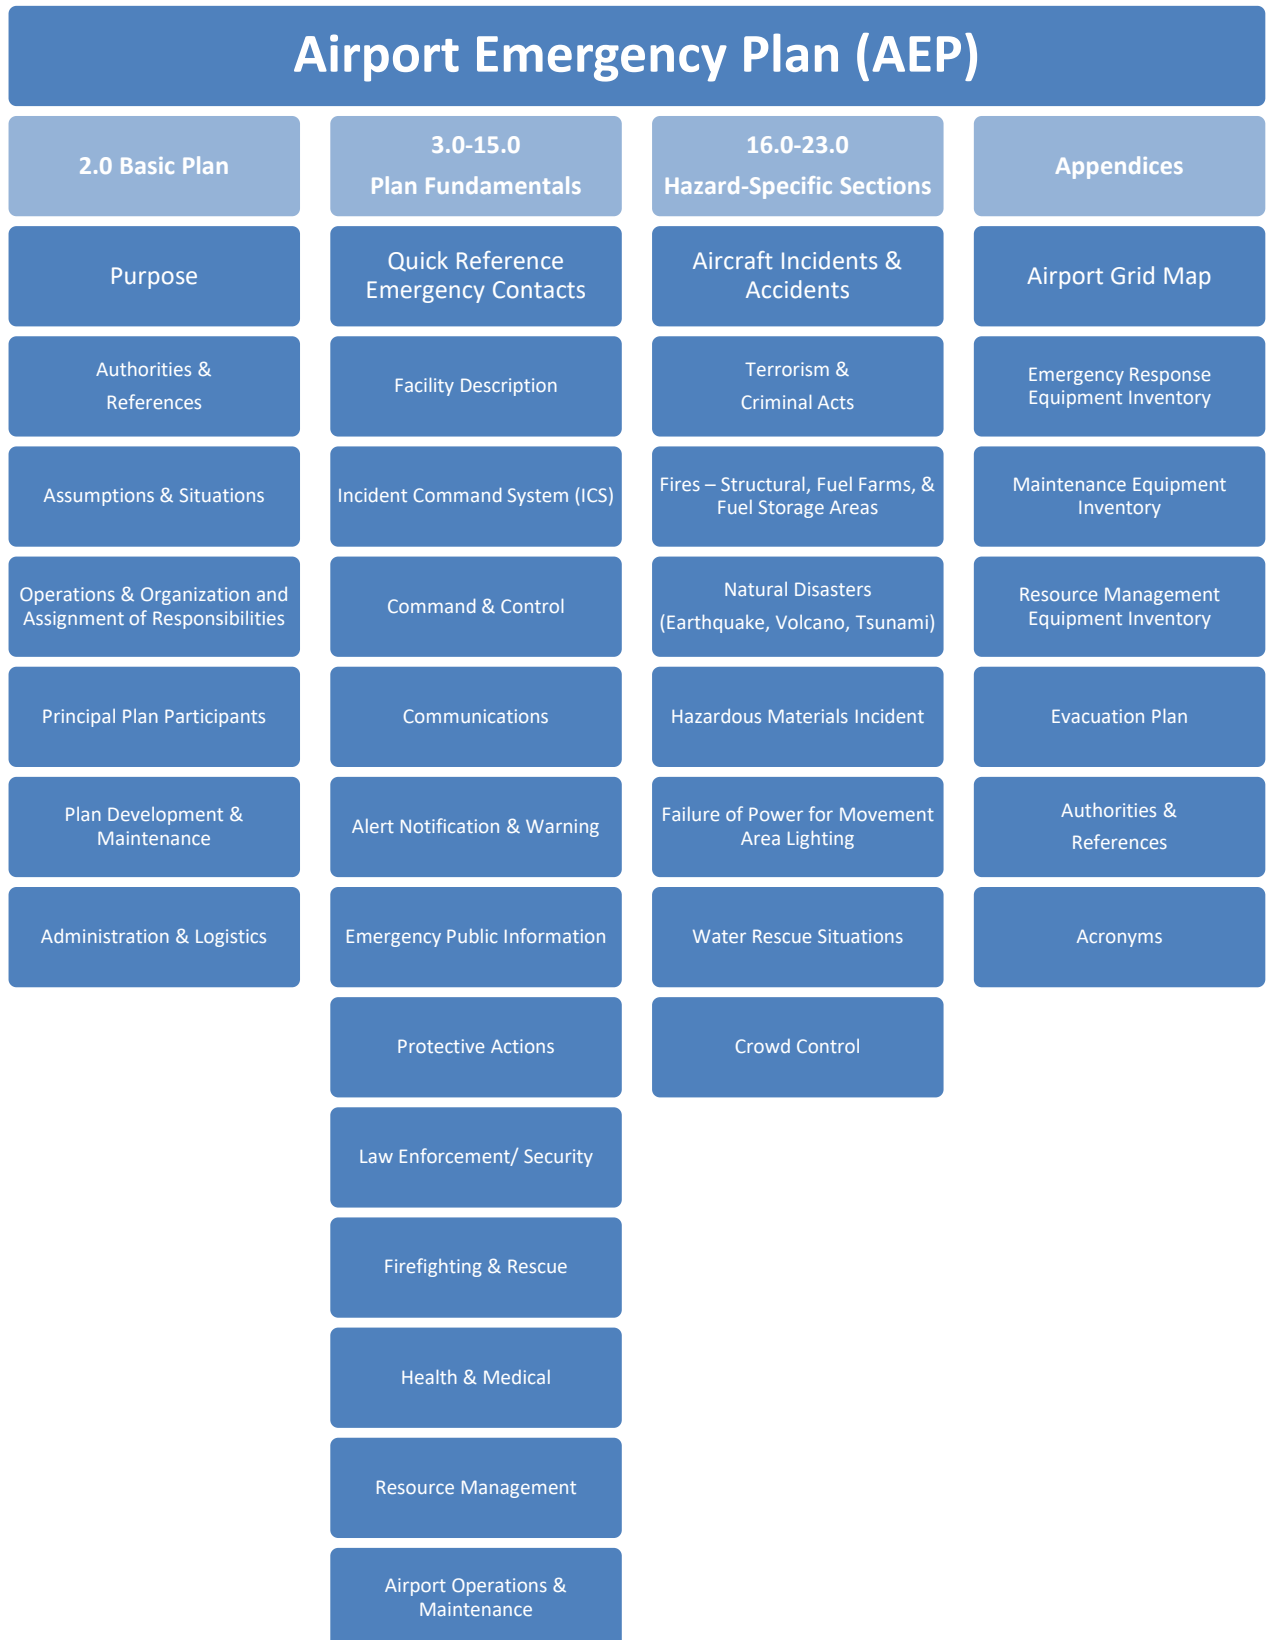 Airport Emergency Plan (AEP)
2.0 Basic Plan
Purpose
Authorities &
References
Assumptions & Situations
Operations & Organization and
Assignment of Responsibilities
Principal Plan Participants
Plan Development &
Maintenance
Administration & Logistics
3.0-15.0
Plan Fundamentals
Quick Reference
Emergency Contacts
Facility Description
Incident Command System (ICS)
Command & Control
Communications
Alert Notification & Warning
Emergency Public Information
Protective Actions
Law Enforcement/ Security
Firefighting & Rescue
Health & Medical
Resource Management
Airport Operations &
Maintenance
16.0-23.0
Hazard-Specific Sections
Aircraft Incidents &
Accidents
Terrorism &
Criminal Acts
Fires – Structural, Fuel Farms, &
Fuel Storage Areas
Natural Disasters
(Earthquake, Volcano, Tsunami)
Hazardous Materials Incident
Failure of Power for Movement
Area Lighting
Water Rescue Situations
Crowd Control
Appendices
Airport Grid Map
Emergency Response
Equipment Inventory
Maintenance Equipment
Inventory
Resource Management
Equipment Inventory
Evacuation Plan
Authorities &
References
Acronyms